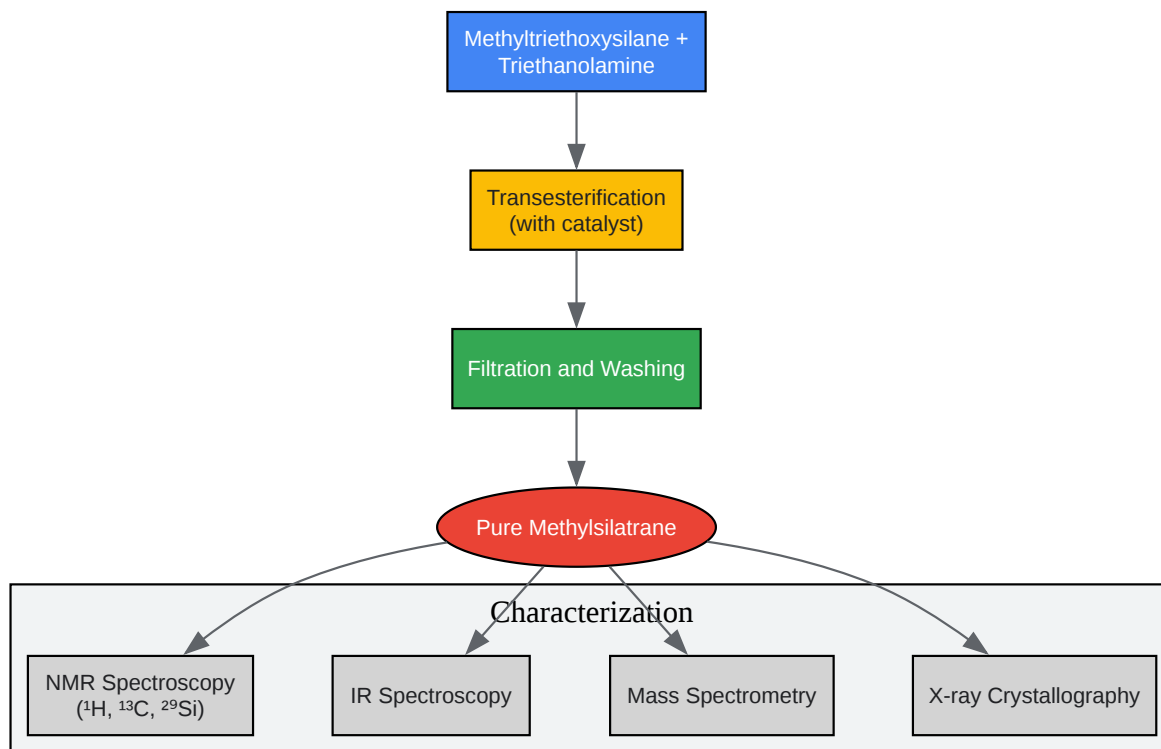 Methyltriethoxysilane +
Triethanolamine
Transesterification
(with catalyst)
Filtration and Washing
Pure Methylsilatrane
Characterization
NMR Spectroscopy
(¹H, ¹³C, ²⁹Si)
IR Spectroscopy
Mass Spectrometry
X-ray Crystallography